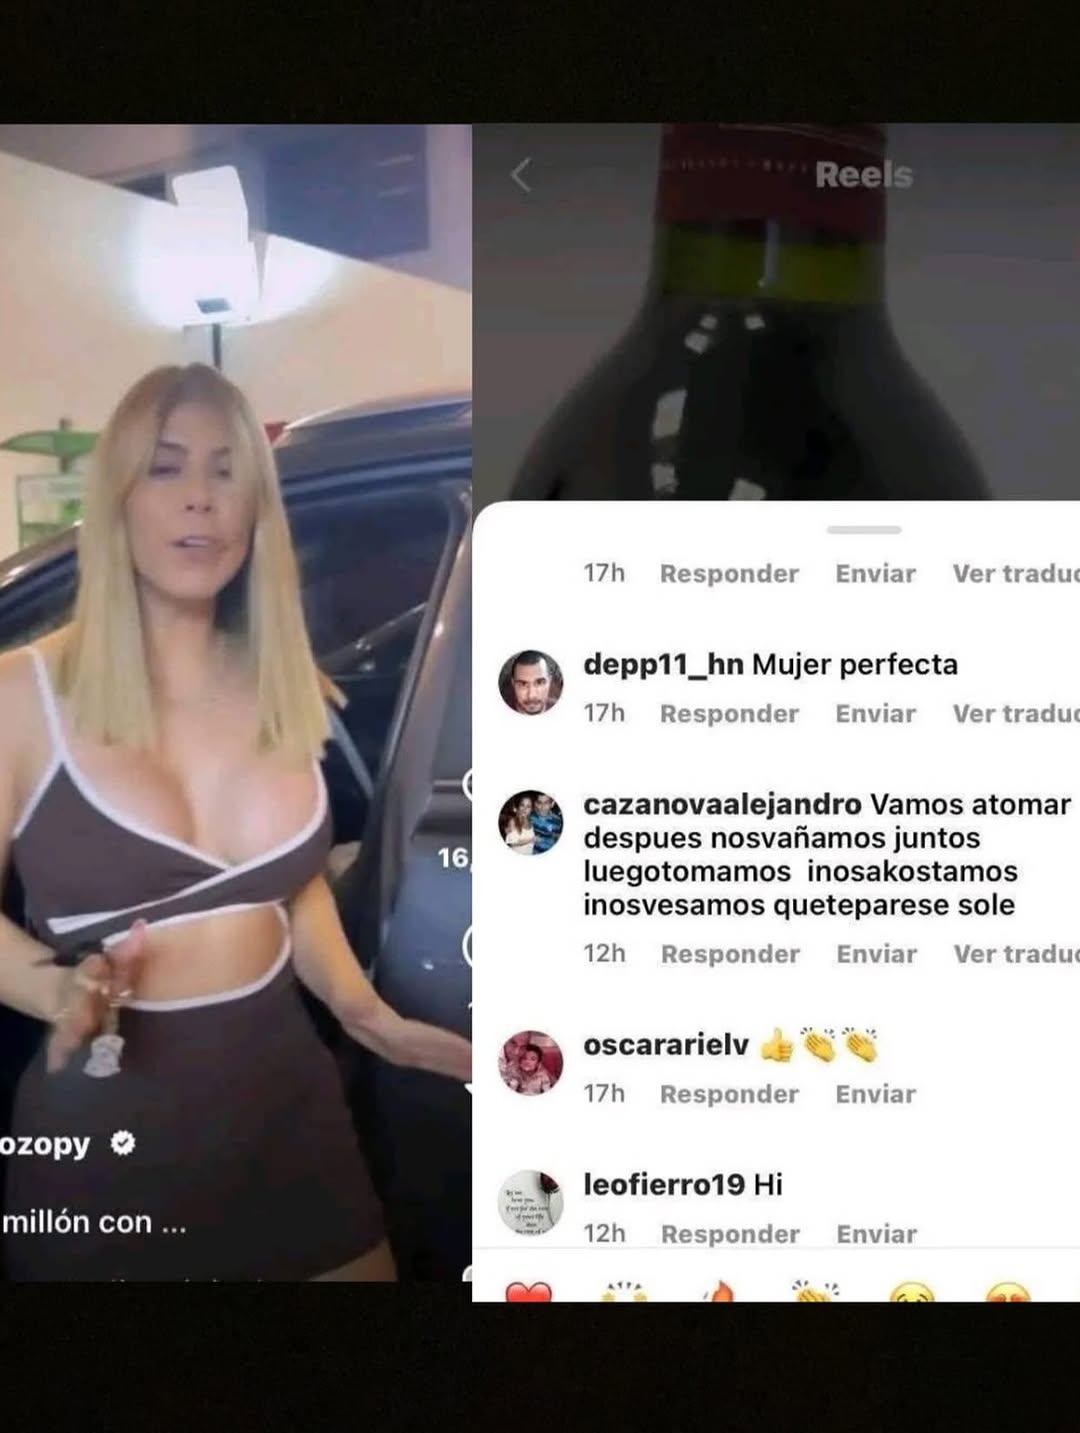 Reels
17h Responder Enviar Ver traduc
depp11_hn Mujer perfecta
17h Responder Enviar Ver traduc
cazanovaalejandro Vamos atomar
despues nosvañamos juntos
luegotomamos inosakostamos
inosvesamos queteparese sole
12h Responder Enviar Ver traduc
oscararielv 👍👏👏
17h Responder Enviar
leofierro19 Hi
12h Responder Enviar
16
ozopy
millón con ...